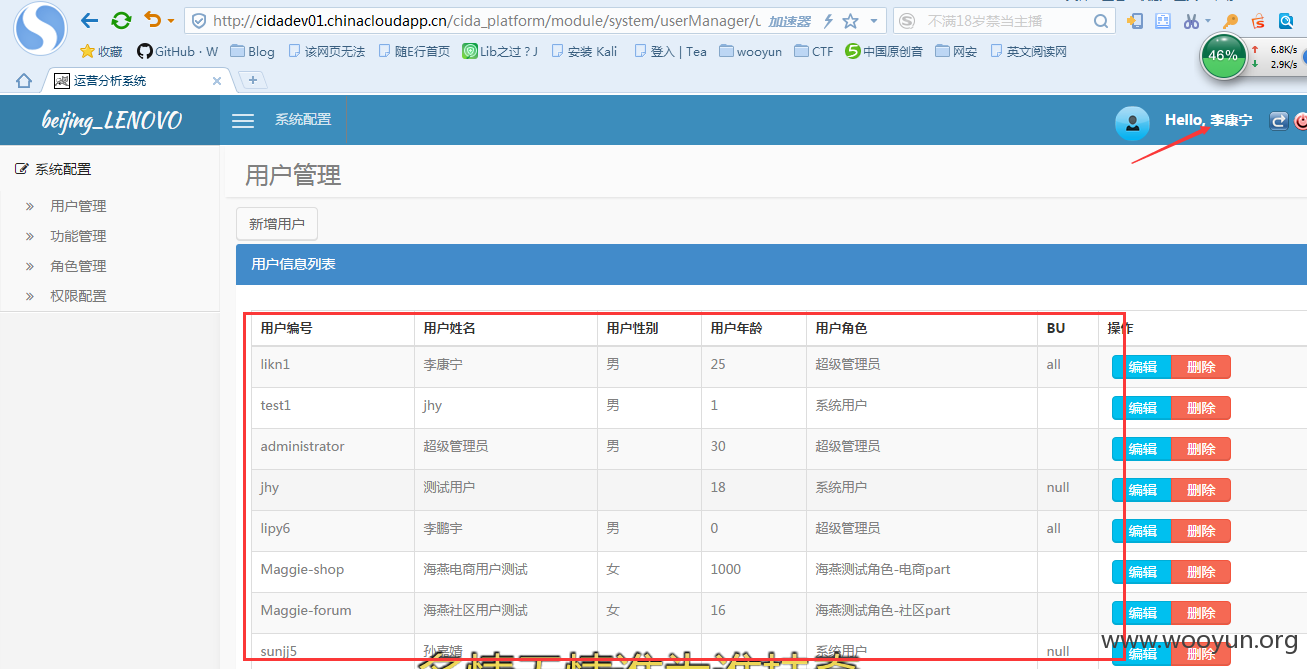 http://cidadev01.chinacloudapp.cn/cida_platform/module/system/userManager/u 加速器 不满18岁禁当主播
收藏 GitHub · W Blog 该网页无法 随E行首页 Lib之过？J 安装 Kali 登入 | Tea wooyun CTF 中国原创音 网安 英文阅读网
46% 6.8K/s
2.9K/s
运营分析系统
beijing_LENOVO 系统配置 Hello, 李康宁
系统配置
用户管理
功能管理
角色管理
权限配置
用户管理
新增用户
用户信息列表
用户编号 用户姓名 用户性别 用户年龄 用户角色 BU 操作
likn1 李康宁 男 25 超级管理员 all 编辑 删除
test1 jhy 男 1 系统用户 编辑 删除
administrator 超级管理员 男 30 超级管理员 编辑 删除
jhy 测试用户 18 系统用户 null 编辑 删除
lipy6 李鹏宇 男 0 超级管理员 all 编辑 删除
Maggie-shop 海燕电商用户测试 女 1000 海燕测试角色-电商part 编辑 删除
Maggie-forum 海燕社区用户测试 女 16 海燕测试角色-社区part 编辑 删除
sunjj5 系统用户 null 编辑 删除
www.wooyun.org